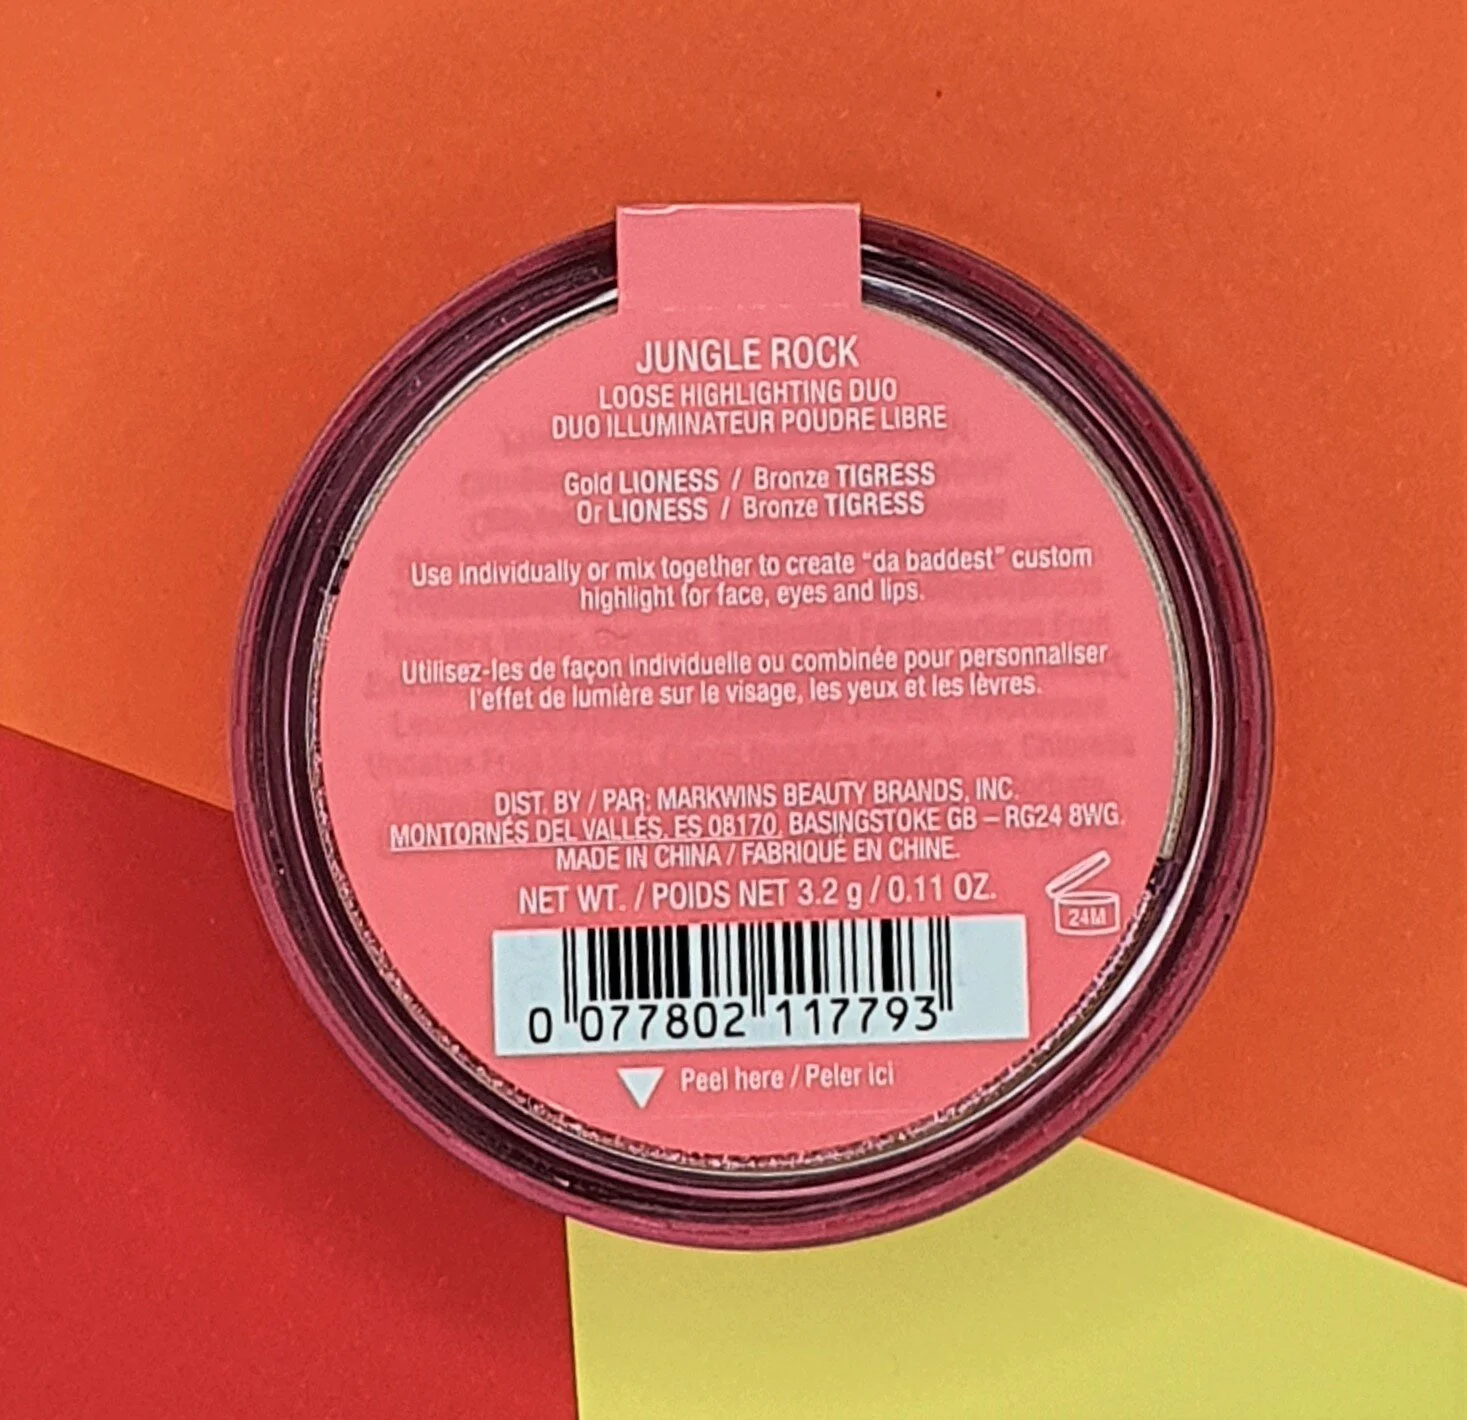 JUNGLE ROCK
LOOSE HIGHLIGHTING DUO
DUO ILLUMINATEUR POUDRE LIBRE
Gold LIONESS / Bronze TIGRESS
Or LIONESS / Bronze TIGRESS
Use individually or mix together to create "da baddest" custom
highlight for face, eyes and lips.
Utilisez-les de façon individuelle ou combinée pour personnaliser
l'effet de lumière sur le visage, les yeux et les lèvres.
DIST. BY / PAR: MARKWINS BEAUTY BRANDS, INC.
MONTORNÉS DEL VALLÉS, ES 08170, BASINGSTOKE GB – RG24 8WG.
MADE IN CHINA / FABRIQUÉ EN CHINE.
NET WT. / POIDS NET 3.2 g / 0.11 OZ.
24M
0 077802 117793
Peel here / Peler ici